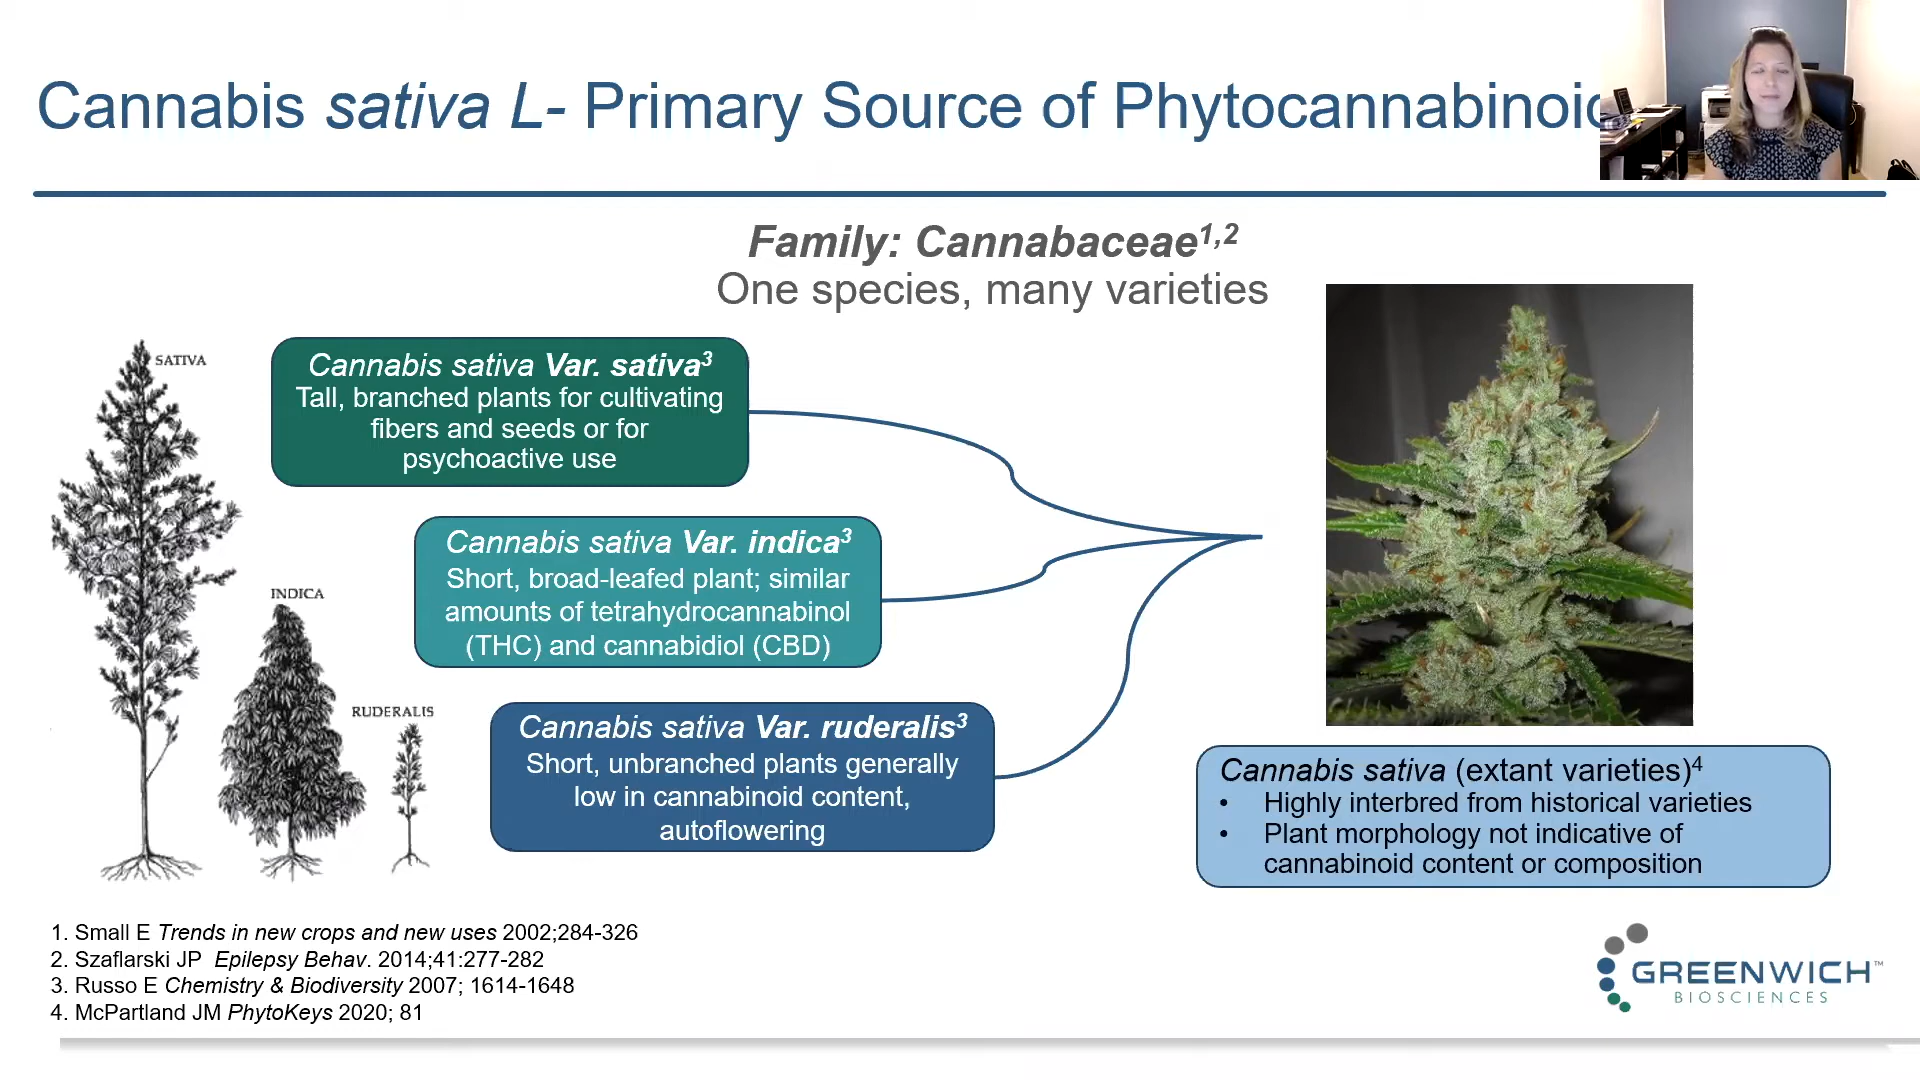 Cannabis sativa L- Primary Source of Phytocannabinoid
Family: Cannabaceae1,2
One species, many varieties
SATIVA
Cannabis sativa Var. sativa3
Tall, branched plants for cultivating
fibers and seeds or for
psychoactive use
INDICA
Cannabis sativa Var. indica3
Short, broad-leafed plant; similar
amounts of tetrahydrocannabinol
(THC) and cannabidiol (CBD)
RUDERALIS
Cannabis sativa Var. ruderalis3
Short, unbranched plants generally
low in cannabinoid content,
autoflowering
Cannabis sativa (extant varieties)4
• Highly interbred from historical varieties
• Plant morphology not indicative of
cannabinoid content or composition
1. Small E Trends in new crops and new uses 2002;284-326
2. Szaflarski JP Epilepsy Behav. 2014;41:277-282
3. Russo E Chemistry & Biodiversity 2007; 1614-1648
4. McPartland JM PhytoKeys 2020; 81
GREENWICH™
BIOSCIENCES